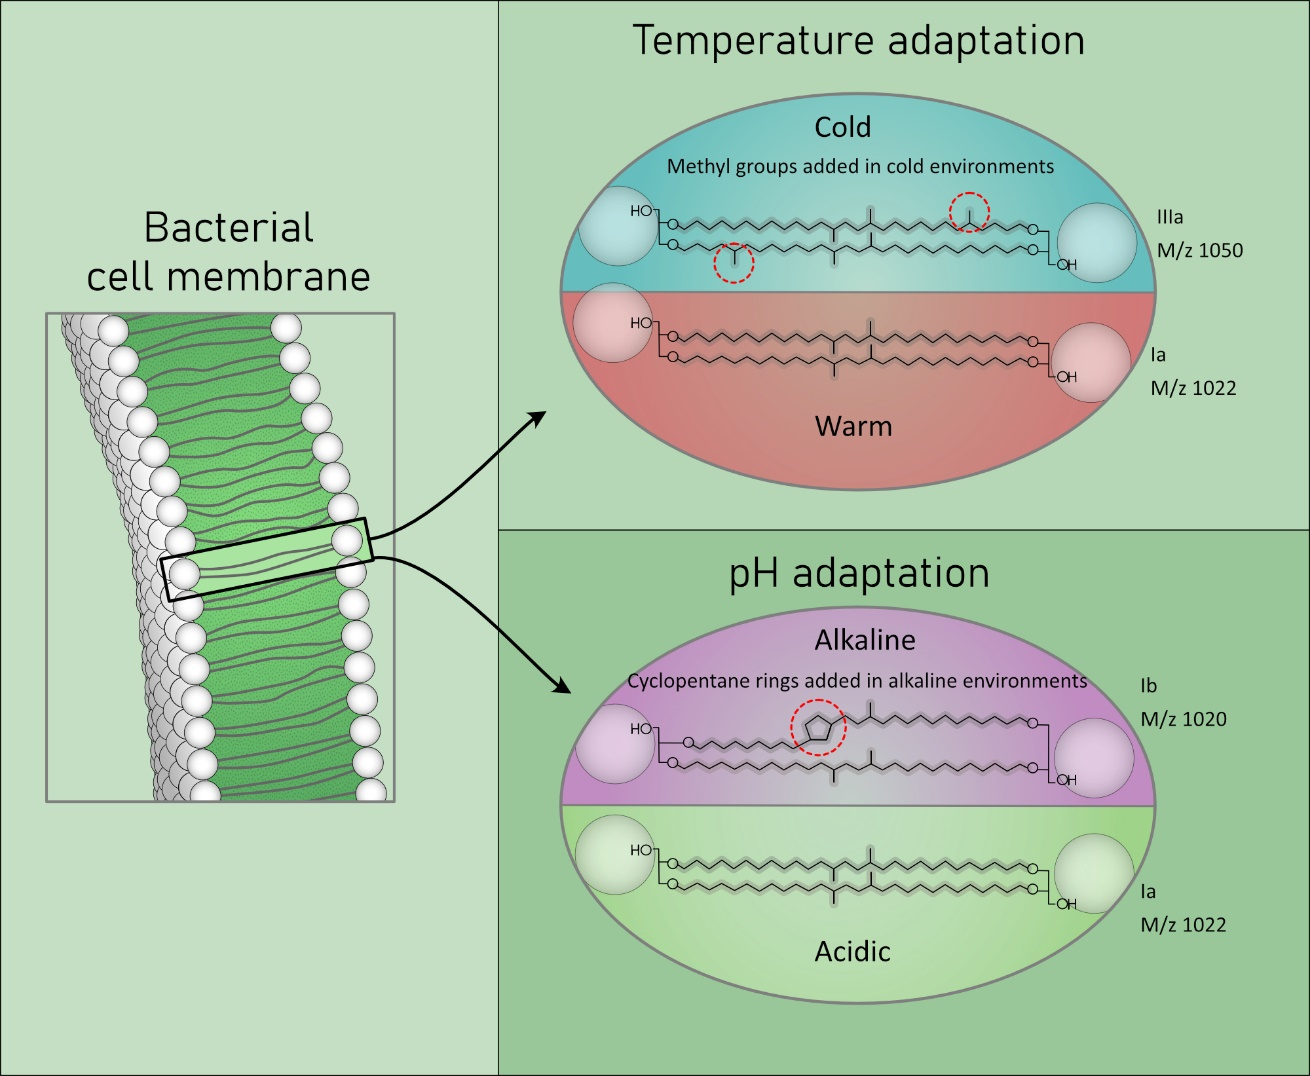 Bacterial
cell membrane
Temperature adaptation
Cold
Methyl groups added in cold environments
HO
O
O
O
O
OH
IIIa
M/z 1050
HO
O
O
O
O
OH
Ia
M/z 1022
Warm
pH adaptation
Alkaline
Cyclopentane rings added in alkaline environments
HO
O
O
O
O
OH
Ib
M/z 1020
HO
O
O
O
O
OH
Ia
M/z 1022
Acidic